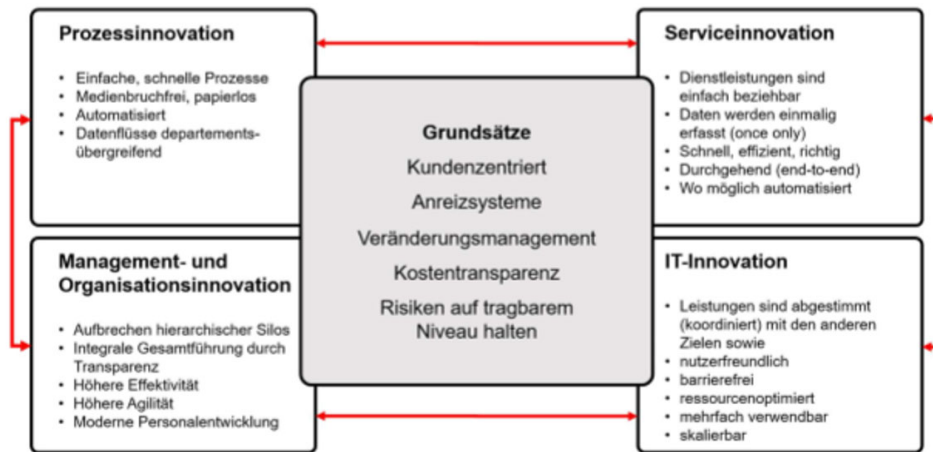 Prozessinnovation
• Einfache, schnelle Prozesse
• Medienbruchfrei, papierlos
• Automatisiert
• Datenflüsse departements-
übergreifend
Serviceinnovation
• Dienstleistungen sind
einfach beziehbar
• Daten werden einmalig
erfasst (once only)
• Schnell, effizient, richtig
• Durchgehend (end-to-end)
• Wo möglich automatisiert
Grundsätze
Kundenzentriert
Anreizsysteme
Veränderungsmanagement
Kostentransparenz
Risiken auf tragbarem
Niveau halten
Management- und
Organisationsinnovation
• Aufbrechen hierarchischer Silos
• Integrale Gesamtführung durch
Transparenz
• Höhere Effektivität
• Höhere Agilität
• Moderne Personalentwicklung
IT-Innovation
• Leistungen sind abgestimmt
(koordiniert) mit den anderen
Zielen sowie
• nutzerfreundlich
• barrierefrei
• ressourcenoptimiert
• mehrfach verwendbar
• skalierbar